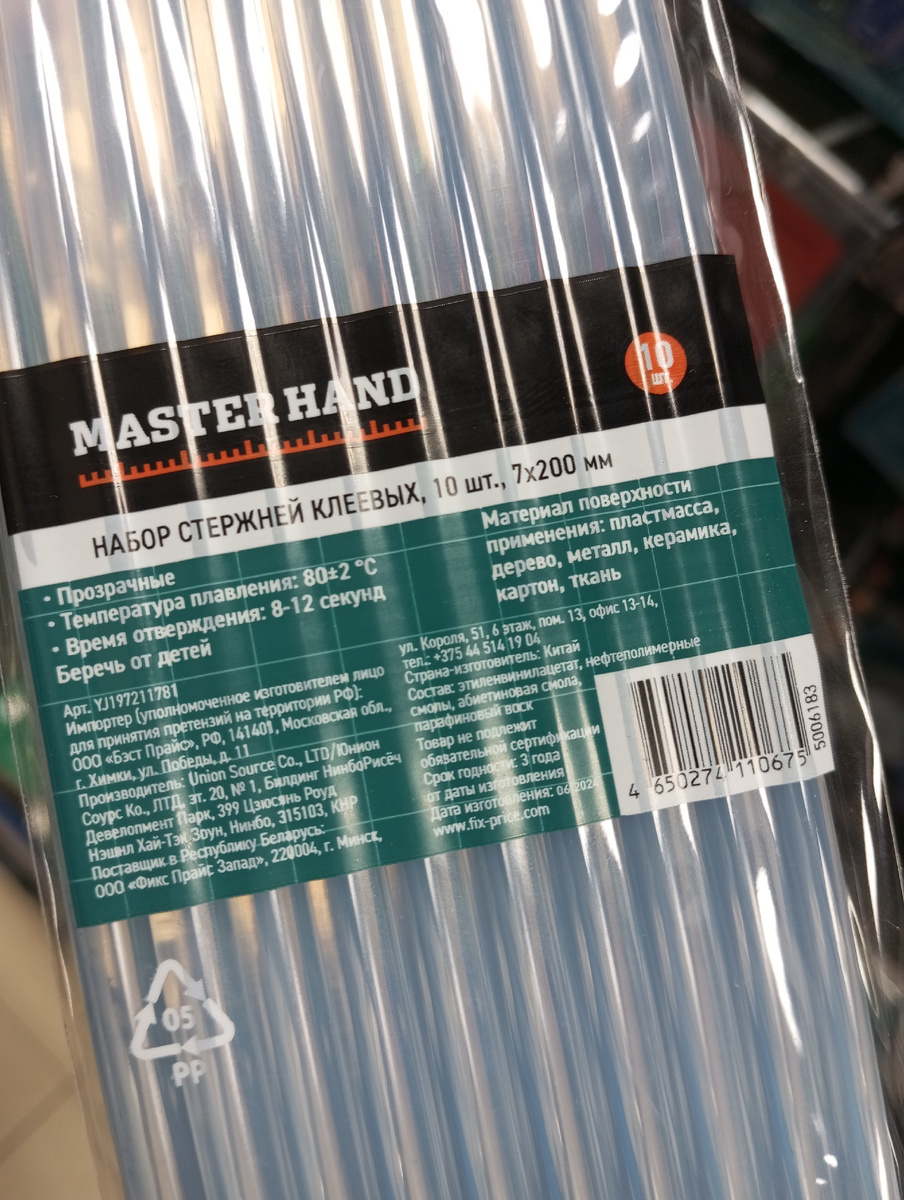 MASTER HAND
10
шт.
НАБОР СТЕРЖНЕЙ КЛЕЕВЫХ, 10 шт., 7x200 мм
• Прозрачные
• Температура плавления: 80±2 °C
• Время отверждения: 8-12 секунд
Беречь от детей
Материал поверхности
применения: пластмасса,
дерево, металл, керамика,
картон, ткань
Арт. YJ197211781
Импортер (уполномоченное изготовителем лицо
для принятия претензий на территории РФ):
ООО «Бэст Прайс», РФ, 141401, Московская обл.,
г. Химки, ул. Победы, д. 11
Производитель: Union Source Co., LTD/Юнион
Соурс Ко., ЛТД, эт. 20, № 1, Билдинг НинбоРисёч
Девелопмент Парк, 399 Цзюсянь Роуд
Нэшнл Хай-Тэк Зоун, Нинбо, 315103, КНР
Поставщик в Республику Беларусь:
ООО «Фикс Прайс Запад», 220004, г. Минск,
ул. Короля, 51, 6 этаж, пом. 13, офис 13-14,
тел.: +375 44 514 19 04
Страна-изготовитель: Китай
Состав: этиленвинилацетат, нефтеполимерные
смолы, абиетиновая смола,
парафиновый воск
Товар не подлежит
обязательной сертификации
Срок годности: 3 года
от даты изготовления
Дата изготовления: 06.2024
www.fix-price.com
4 650274 110675
5006183
05
PP